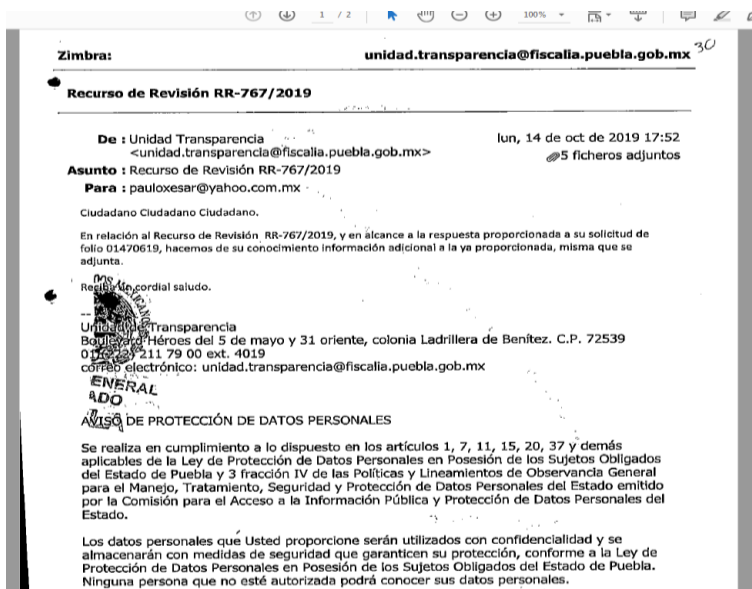 1 / 2
100%
Zimbra:
unidad.transparencia@fiscalia.puebla.gob.mx
30
Recurso de Revisión RR-767/2019
De : Unidad Transparencia
<unidad.transparencia@fiscalia.puebla.gob.mx>
lun, 14 de oct de 2019 17:52
5 ficheros adjuntos
Asunto : Recurso de Revisión RR-767/2019
Para : pauloxesar@yahoo.com.mx
Ciudadano Ciudadano Ciudadano.
En relación al Recurso de Revisión RR-767/2019, y en alcance a la respuesta proporcionada a su solicitud de
folio 01470619, hacemos de su conocimiento información adicional a la ya proporcionada, misma que se
adjunta.
cordial saludo.
--
Unidad de Transparencia
Boulevard Héroes del 5 de mayo y 31 oriente, colonia Ladrillera de Benítez. C.P. 72539
211 79 00 ext. 4019
correo electrónico: unidad.transparencia@fiscalia.puebla.gob.mx
ENERAL
ADO
AVISO DE PROTECCIÓN DE DATOS PERSONALES
Se realiza en cumplimiento a lo dispuesto en los artículos 1, 7, 11, 15, 20, 37 y demás
aplicables de la Ley de Protección de Datos Personales en Posesión de los Sujetos Obligados
del Estado de Puebla y 3 fracción IV de las Políticas y Lineamientos de Observancia General
para el Manejo, Tratamiento, Seguridad y Protección de Datos Personales del Estado emitido
por la Comisión para el Acceso a la Información Pública y Protección de Datos Personales del
Estado.
Los datos personales que Usted proporcione serán utilizados con confidencialidad y se
almacenarán con medidas de seguridad que garanticen su protección, conforme a la Ley de
Protección de Datos Personales en Posesión de los Sujetos Obligados del Estado de Puebla.
Ninguna persona que no esté autorizada podrá conocer sus datos personales.